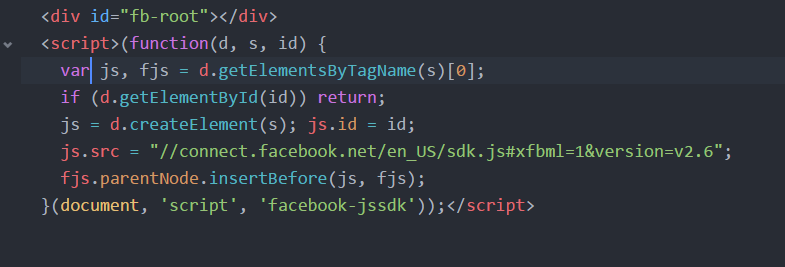 <div id="fb-root"></div>
<script>(function(d, s, id) {
  var js, fjs = d.getElementsByTagName(s)[0];
  if (d.getElementById(id)) return;
  js = d.createElement(s); js.id = id;
  js.src = "//connect.facebook.net/en_US/sdk.js#xfbml=1&version=v2.6";
  fjs.parentNode.insertBefore(js, fjs);
}(document, 'script', 'facebook-jssdk'));</script>